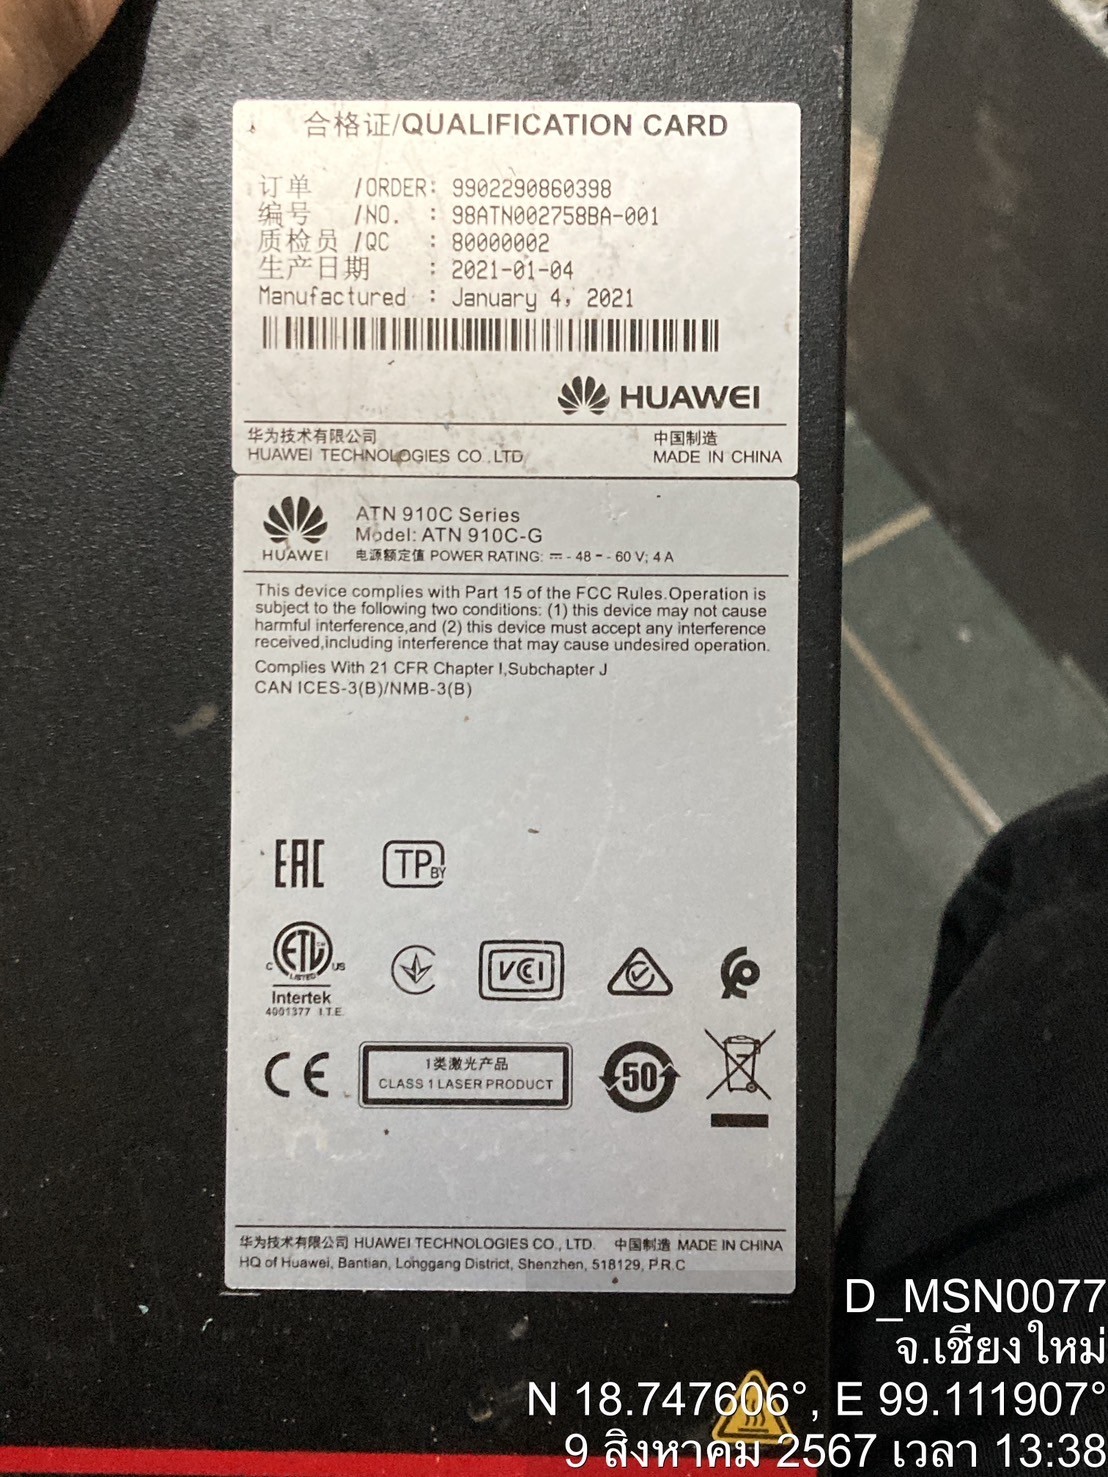 合格证/QUALIFICATION CARD
订单 /ORDER: 9902290860398
编号 /NO. : 98ATN002758BA-001
质检员 /QC : 80000002
生产日期 : 2021-01-04
Manufactured : January 4, 2021
HUAWEI
华为技术有限公司 中国制造
HUAWEI TECHNOLOGIES CO.,LTD. MADE IN CHINA
HUAWEI
ATN 910C Series
Model: ATN 910C-G
电源额定值 POWER RATING: ⎓ - 48 - - 60 V; 4 A
This device complies with Part 15 of the FCC Rules.Operation is
subject to the following two conditions: (1) this device may not cause
harmful interference,and (2) this device must accept any interference
received,including interference that may cause undesired operation.
Complies With 21 CFR Chapter I,Subchapter J
CAN ICES-3(B)/NMB-3(B)
EAC TP BY
ETL LISTED C US
Intertek
4001377 I.T.E.
VCI
CE
1类激光产品
CLASS 1 LASER PRODUCT
50
华为技术有限公司 HUAWEI TECHNOLOGIES CO., LTD. 中国制造 MADE IN CHINA
HQ of Huawei, Bantian, Longgang District, Shenzhen, 518129, P.R.C
D_MSN0077
จ.เชียงใหม่
N 18.747606°, E 99.111907°
9 สิงหาคม 2567 เวลา 13:38